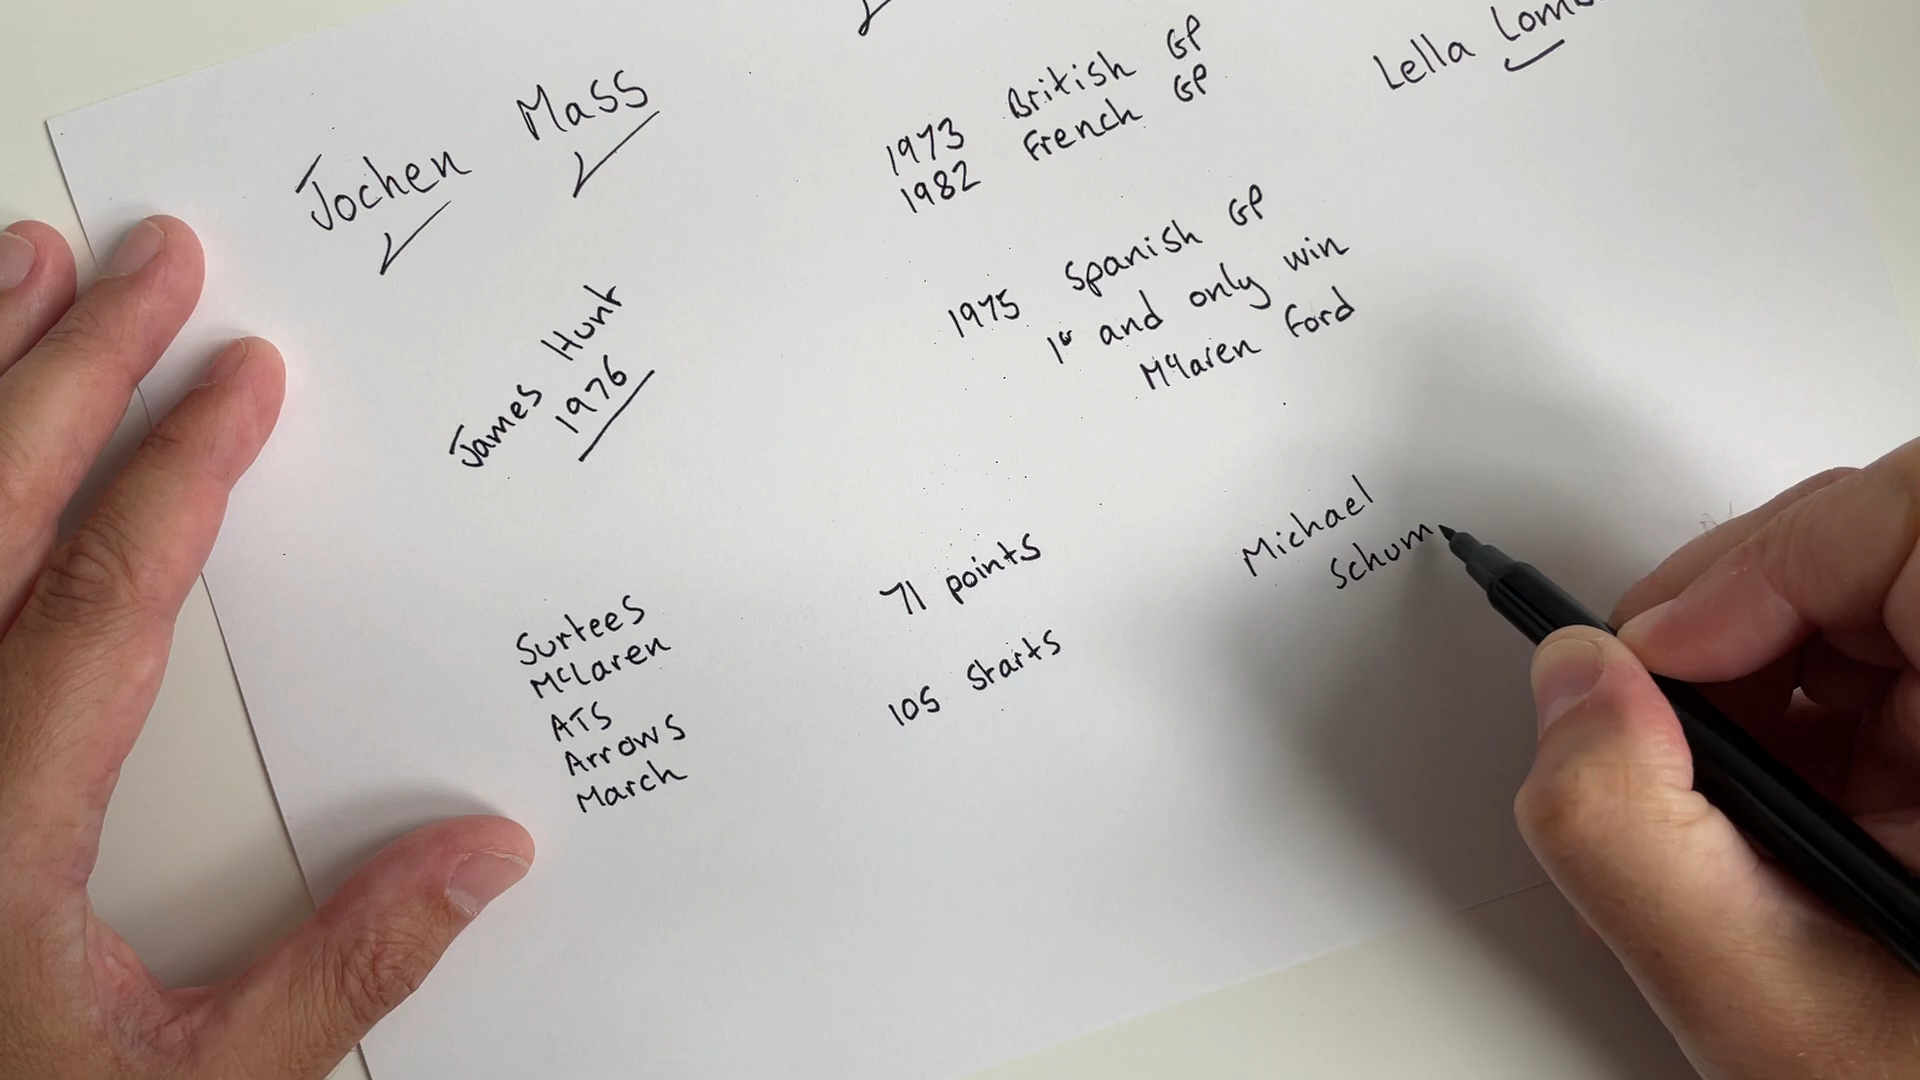 Jochen Mass
James Hunt
1976
Surtees
McLaren
ATS
Arrows
March
1973 British GP
1982 French GP
1975 Spanish GP
1st and only win
McLaren Ford
71 points
105 Starts
Lella Lom
Michael
Schum